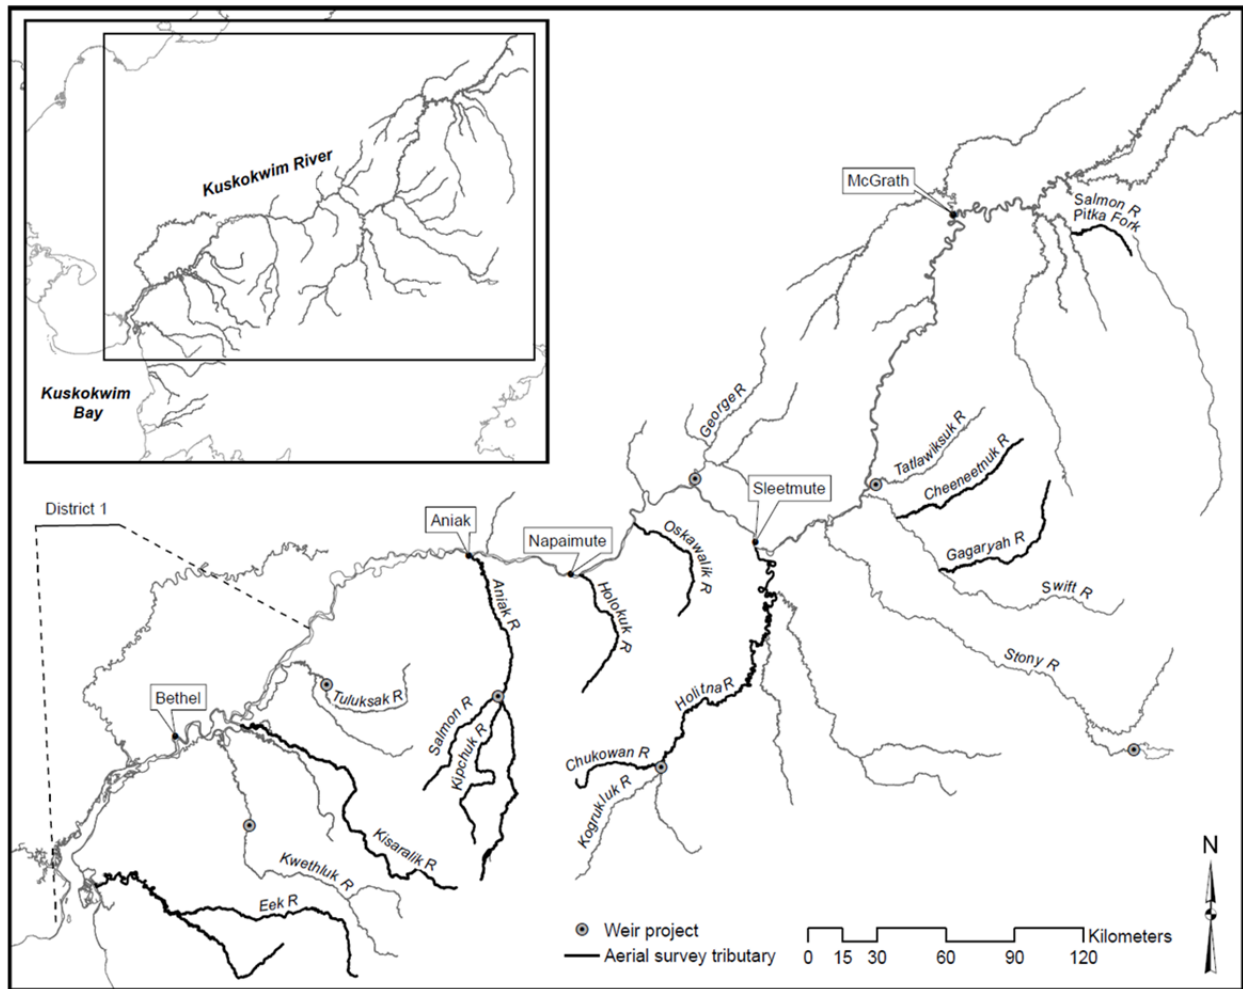 Kuskokwim River
Kuskokwim
Bay
McGrath
Salmon R
Pitka Fork
George R
Tatlawiksuk R
Cheeneetnuk R
Sleetmute
District 1
Aniak
Napaimute
Oskawalik R
Gagaryah R
Swift R
Aniak R
Holokuk R
Stony R
Tuluksak R
Holitna R
Bethel
Salmon R
Kipchuk R
Chukowan R
Kogrukluk R
Kisaralik R
Kwethluk R
Eek R
N
Weir project
Aerial survey tributary
Kilometers
0 15 30 60 90 120